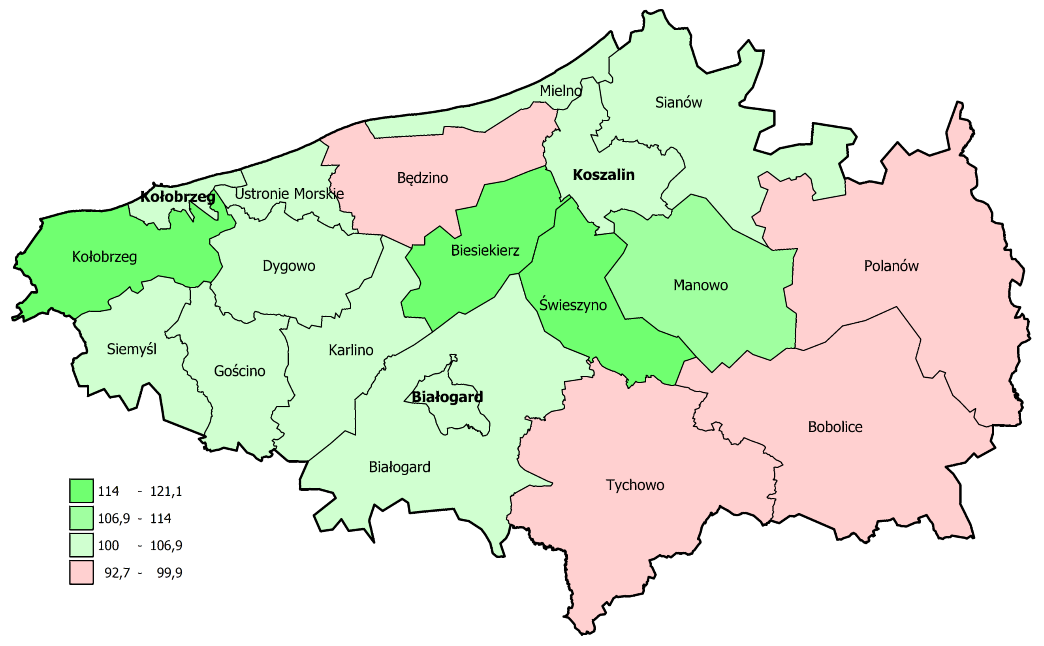 Mielno
Sianów
Koszalin
Będzino
Kołobrzeg
Ustronie Morskie
Kołobrzeg
Dygowo
Biesiekierz
Polanów
Manowo
Świeszyno
Siemyśl
Karlino
Gościno
Białogard
Bobolice
Białogard
Tychowo
114 - 121,1
106,9 - 114
100 - 106,9
92,7 - 99,9